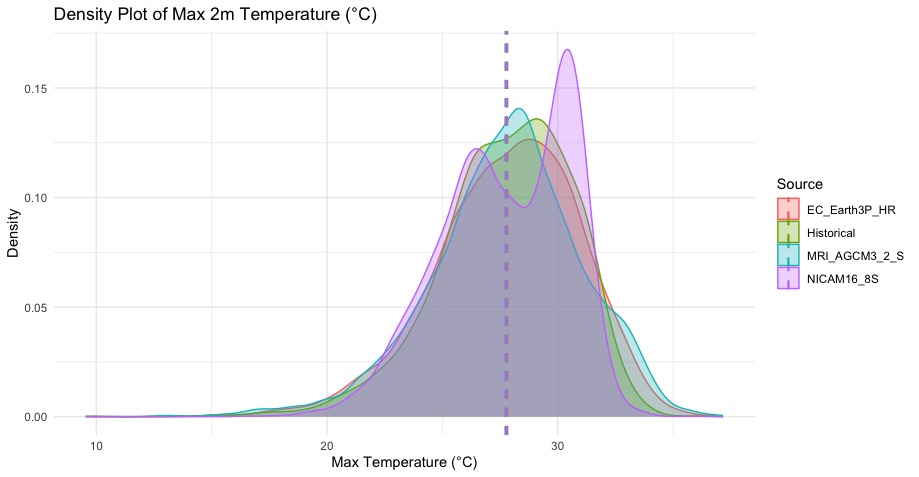 Density Plot of Max 2m Temperature (°C)
0.15
0.10
0.05
0.00
Density
10 20 30
Max Temperature (°C)
Source
EC_Earth3P_HR
Historical
MRI_AGCM3_2_S
NICAM16_8S